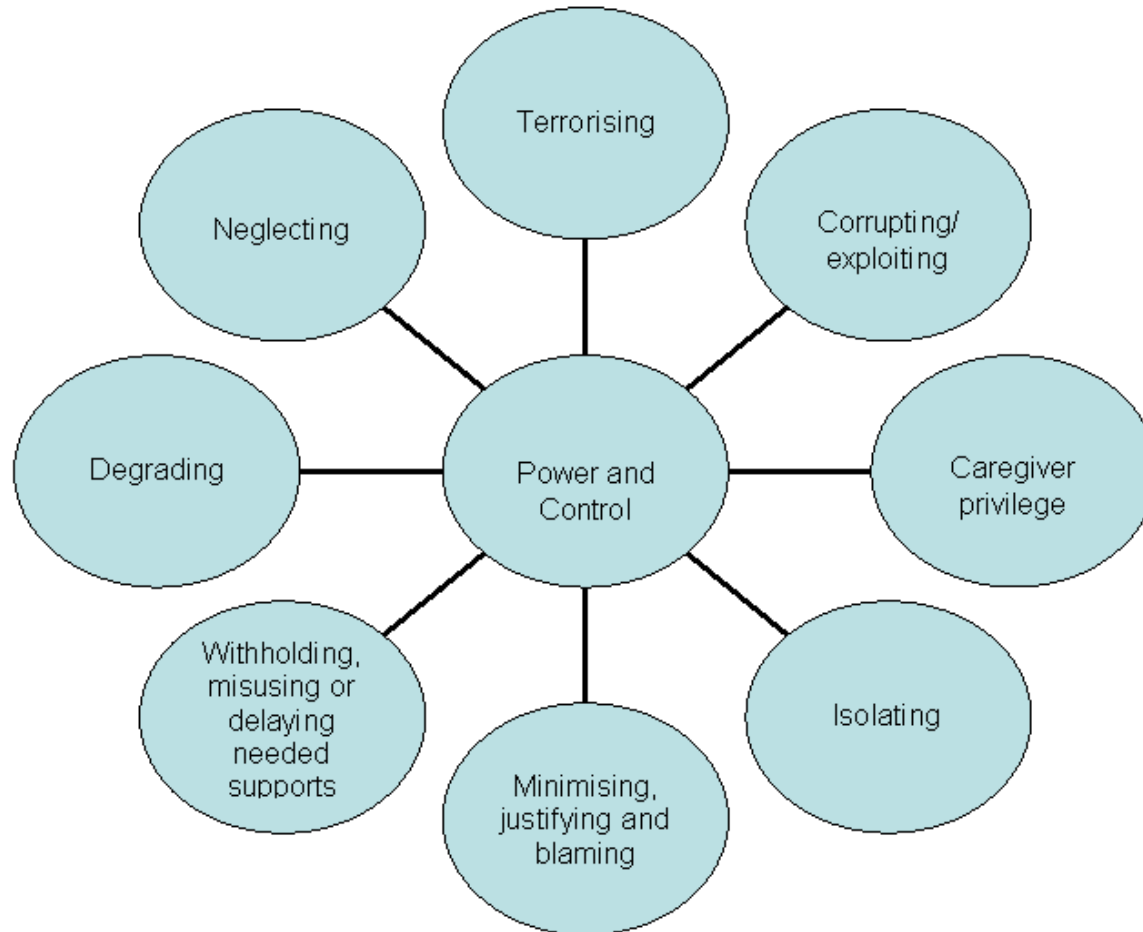 Terrorising
Neglecting
Corrupting/
exploiting
Degrading
Power and
Control
Caregiver
privilege
Withholding,
misusing or
delaying
needed
supports
Isolating
Minimising,
justifying and
blaming